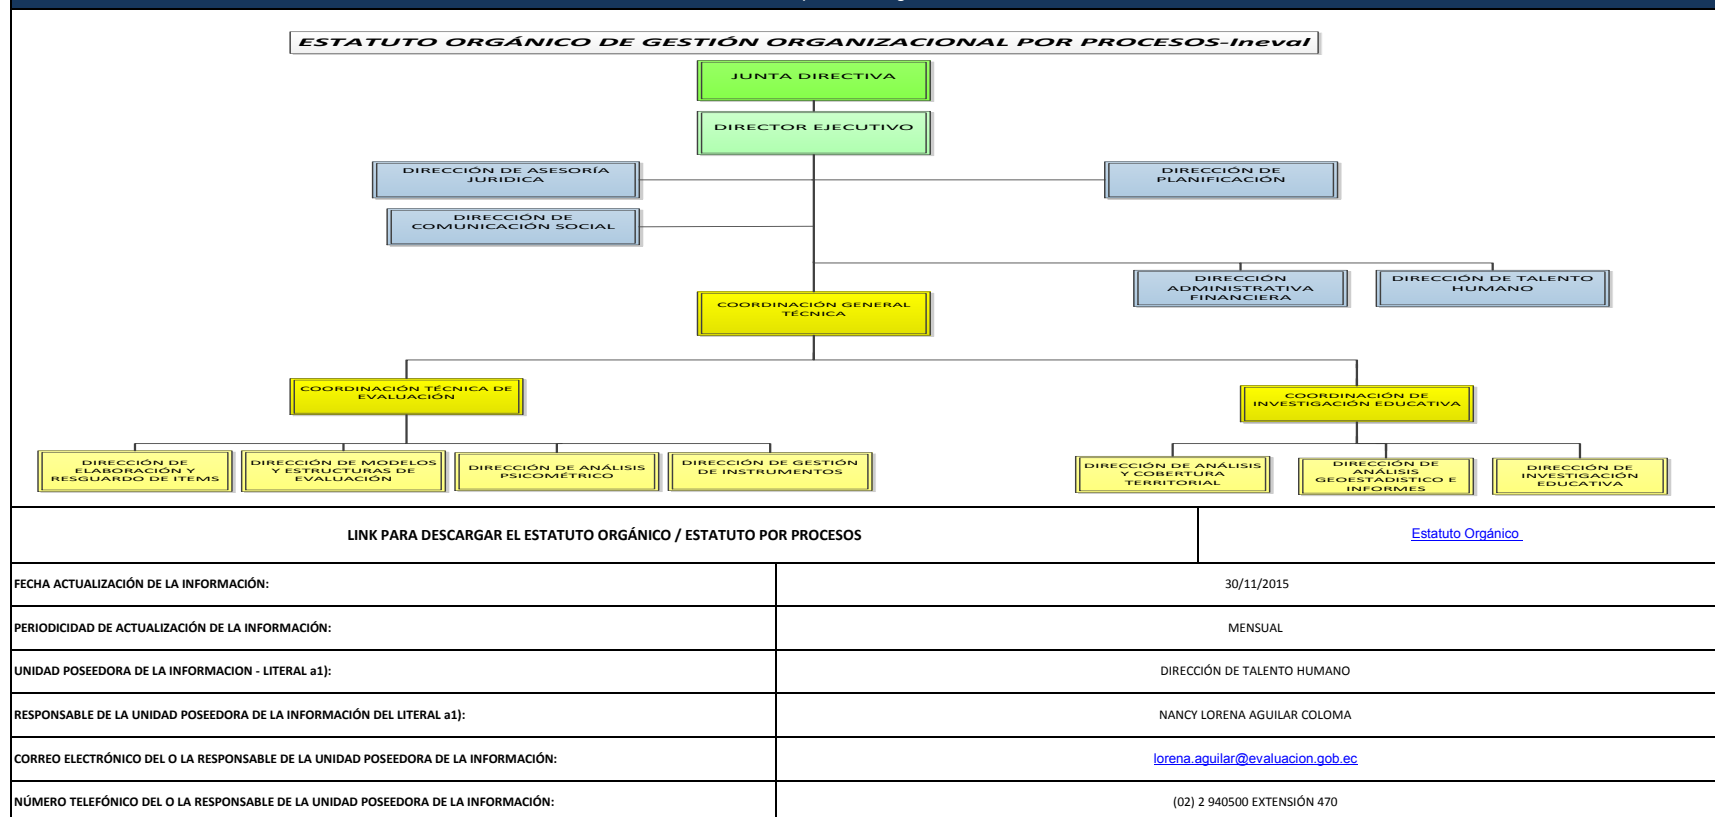 ESTATUTO ORGÁNICO DE GESTIÓN ORGANIZACIONAL POR PROCESOS-Ineval
JUNTA DIRECTIVA
DIRECTOR EJECUTIVO
DIRECCIÓN DE ASESORÍA
JURIDICA
DIRECCIÓN DE
PLANIFICACIÓN
DIRECCIÓN DE
COMUNICACIÓN SOCIAL
DIRECCIÓN
ADMINISTRATIVA
FINANCIERA
DIRECCIÓN DE TALENTO
HUMANO
COORDINACIÓN GENERAL
TÉCNICA
COORDINACIÓN TÉCNICA DE
EVALUACIÓN
COORDINACIÓN DE
INVESTIGACIÓN EDUCATIVA
DIRECCIÓN DE
ELABORACIÓN Y
RESGUARDO DE ITEMS
DIRECCIÓN DE MODELOS
Y ESTRUCTURAS DE
EVALUACIÓN
DIRECCIÓN DE ANÁLISIS
PSICOMÉTRICO
DIRECCIÓN DE GESTIÓN
DE INSTRUMENTOS
DIRECCIÓN DE ANÁLISIS
Y COBERTURA
TERRITORIAL
DIRECCIÓN DE
ANÁLISIS
GEOESTADISTICO E
INFORMES
DIRECCIÓN DE
INVESTIGACIÓN
EDUCATIVA
LINK PARA DESCARGAR EL ESTATUTO ORGÁNICO / ESTATUTO POR PROCESOS
Estatuto Orgánico
FECHA ACTUALIZACIÓN DE LA INFORMACIÓN:
30/11/2015
PERIODICIDAD DE ACTUALIZACIÓN DE LA INFORMACIÓN:
MENSUAL
UNIDAD POSEEDORA DE LA INFORMACION - LITERAL a1):
DIRECCIÓN DE TALENTO HUMANO
RESPONSABLE DE LA UNIDAD POSEEDORA DE LA INFORMACIÓN DEL LITERAL a1):
NANCY LORENA AGUILAR COLOMA
CORREO ELECTRÓNICO DEL O LA RESPONSABLE DE LA UNIDAD POSEEDORA DE LA INFORMACIÓN:
lorena.aguilar@evaluacion.gob.ec
NÚMERO TELEFÓNICO DEL O LA RESPONSABLE DE LA UNIDAD POSEEDORA DE LA INFORMACIÓN:
(02) 2 940500 EXTENSIÓN 470